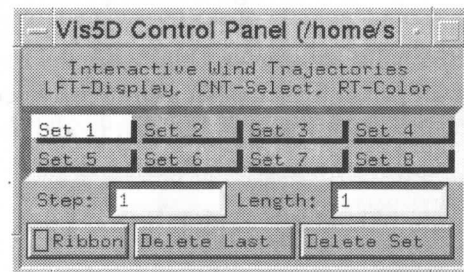 Vis5D Control Panel (/home/s
Interactive Wind Trajectories
LFT-Display, CNT-Select, RT-Color
Set 1 Set 2 Set 3 Set 4
Set 5 Set 6 Set 7 Set 8
Step: 1 Length: 1
Ribbon Delete Last Delete Set